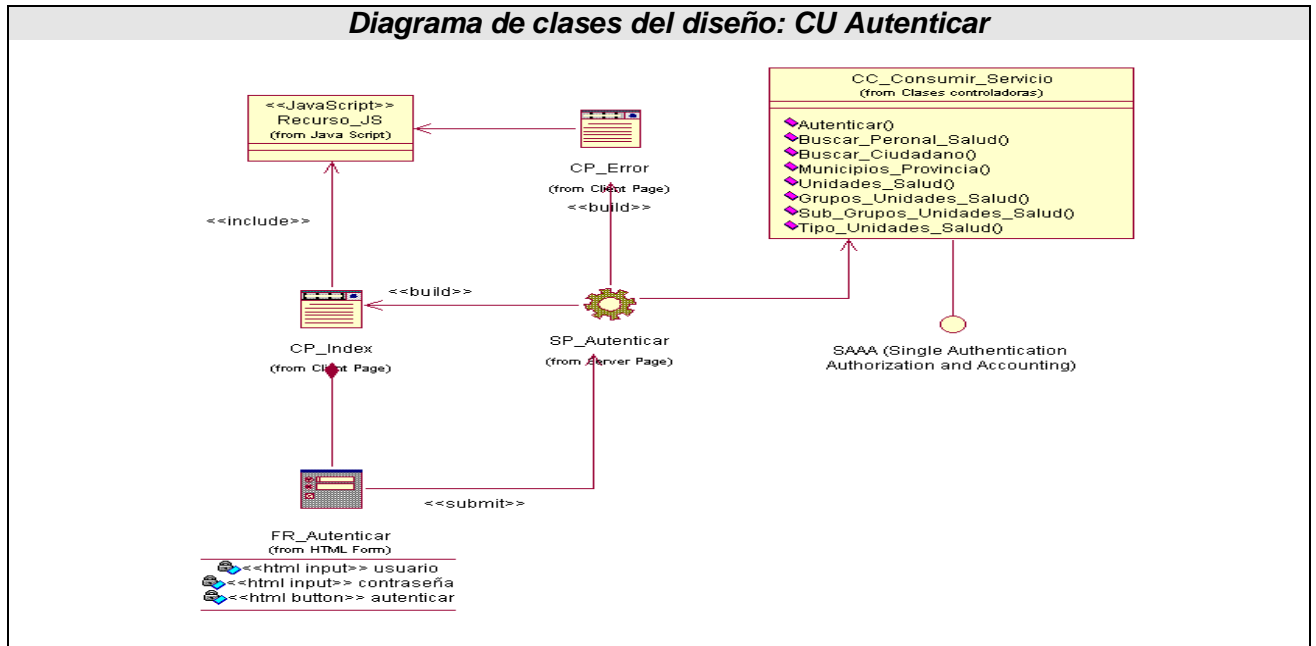 Diagrama de clases del diseño: CU Autenticar
<<JavaScript>>
Recurso_JS
(from Java Script)
CP_Error
(from Client Page)
<<build>>
CC_Consumir_Servicio
(from Clases controladoras)
Autenticar()
Buscar_Peronal_Salud()
Buscar_Ciudadano()
Municipios_Provincia()
Unidades_Salud()
Grupos_Unidades_Salud()
Sub_Grupos_Unidades_Salud()
Tipo_Unidades_Salud()
<<include>>
<<build>>
CP_Index
(from Client Page)
SP_Autenticar
(from Server Page)
SAAA (Single Authentication
Authorization and Accounting)
<<submit>>
FR_Autenticar
(from HTML Form)
<<html input>> usuario
<<html input>> contraseña
<<html button>> autenticar